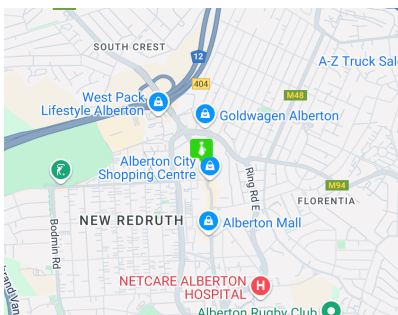 SOUTH CREST
12
A-Z Truck Sal
404
M48
West Pack
Lifestyle Alberton
Goldwagen Alberton
Alberton City
Shopping Centre
Ring Rd E
M94
FLORENTIA
NEW REDRUTH
Alberton Mall
Bodmin Rd
NETCARE ALBERTON
HOSPITAL
H
Alberton Rugby Club